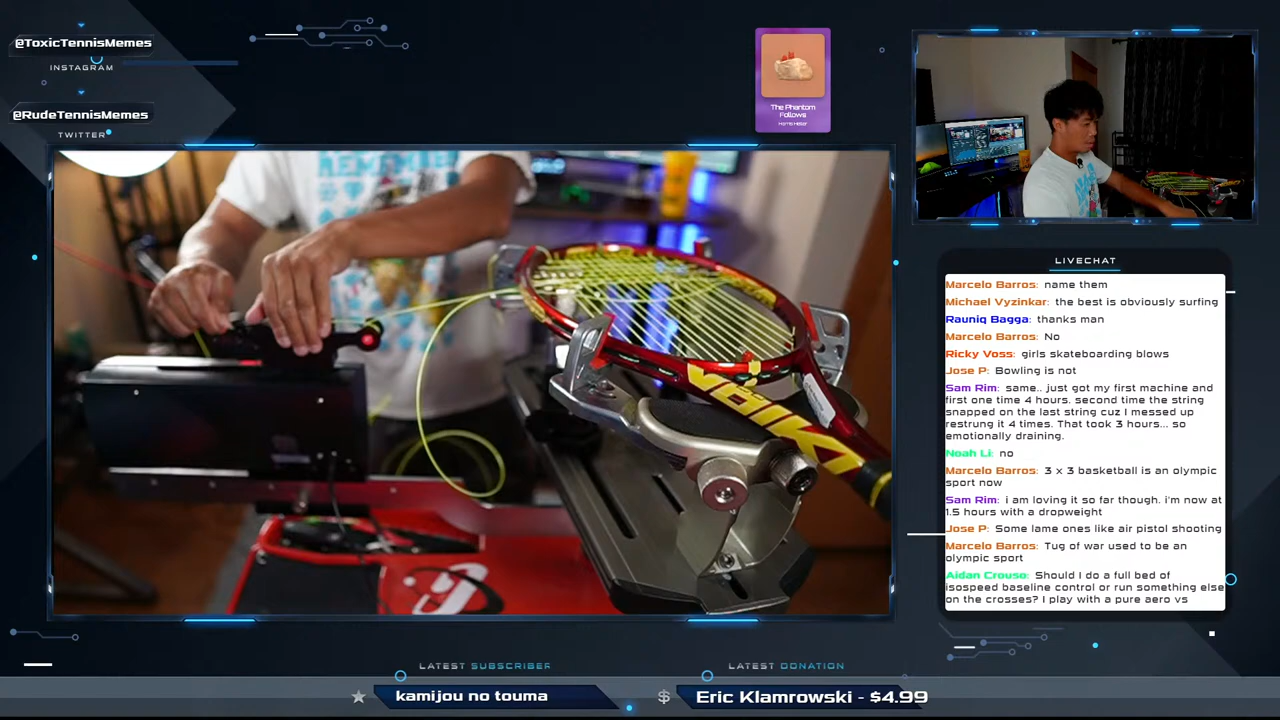 @ToxicTennisMemes
INSTAGRAM
@RudeTennisMemes
TWITTER
The Phantom
Follows
LIVECHAT
Marcelo Barros: name them
Michael Vyzinkar: the best is obviously surfing
Rauniq Bagga: thanks man
Marcelo Barros: No
Ricky Voss: girls skateboarding blows
Jose P: Bowling is not
Sam Rim: same.. just got my first machine and
first one time 4 hours. second time the string
snapped on the last string cuz I messed up
restrung it 4 times. That took 3 hours... so
emotionally draining.
Noah Li: no
Marcelo Barros: 3 x 3 basketball is an olympic
sport now
Sam Rim: i am loving it so far though. i'm now at
1.5 hours with a dropweight
Jose P: Some lame ones like air pistol shooting
Marcelo Barros: Tug of war used to be an
olympic sport
Aidan Crouso: Should I do a full bed of
isospeed baseline control or run something else
on the crosses? I play with a pure aero vs
LATEST SUBSCRIBER
kamijou no touma
LATEST DONATION
$ Eric Klamrowski - $4.99